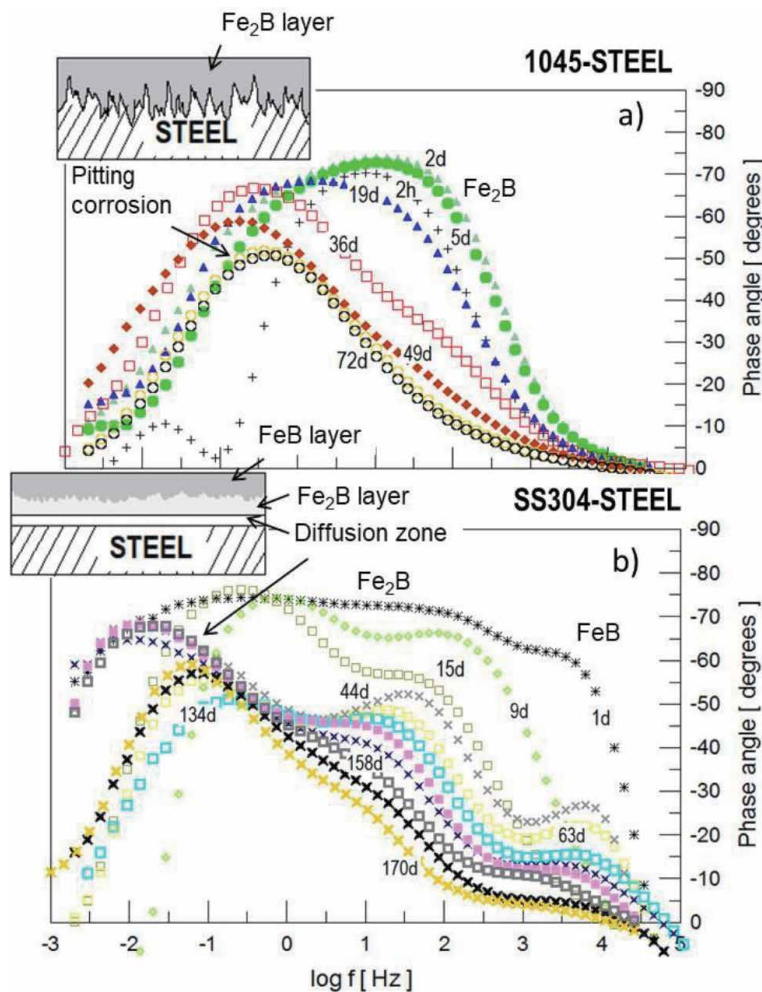 Fe₂B layer
1045-STEEL
a)
STEEL
Pitting
corrosion
2d
2h
19d
Fe₂B
5d
36d
49d
72d
-90
-80
-70
-60
-50
-40
-30
-20
-10
0
Phase angle [ degrees]
FeB layer
Fe₂B layer
Diffusion zone
STEEL
SS304-STEEL
b)
Fe₂B
FeB
15d
44d
9d
1d
134d
158d
63d
170d
-90
-80
-70
-60
-50
-40
-30
-20
-10
0
Phase angle [ degrees]
-3 -2 -1 0 1 2 3 4 5
log f [ Hz]